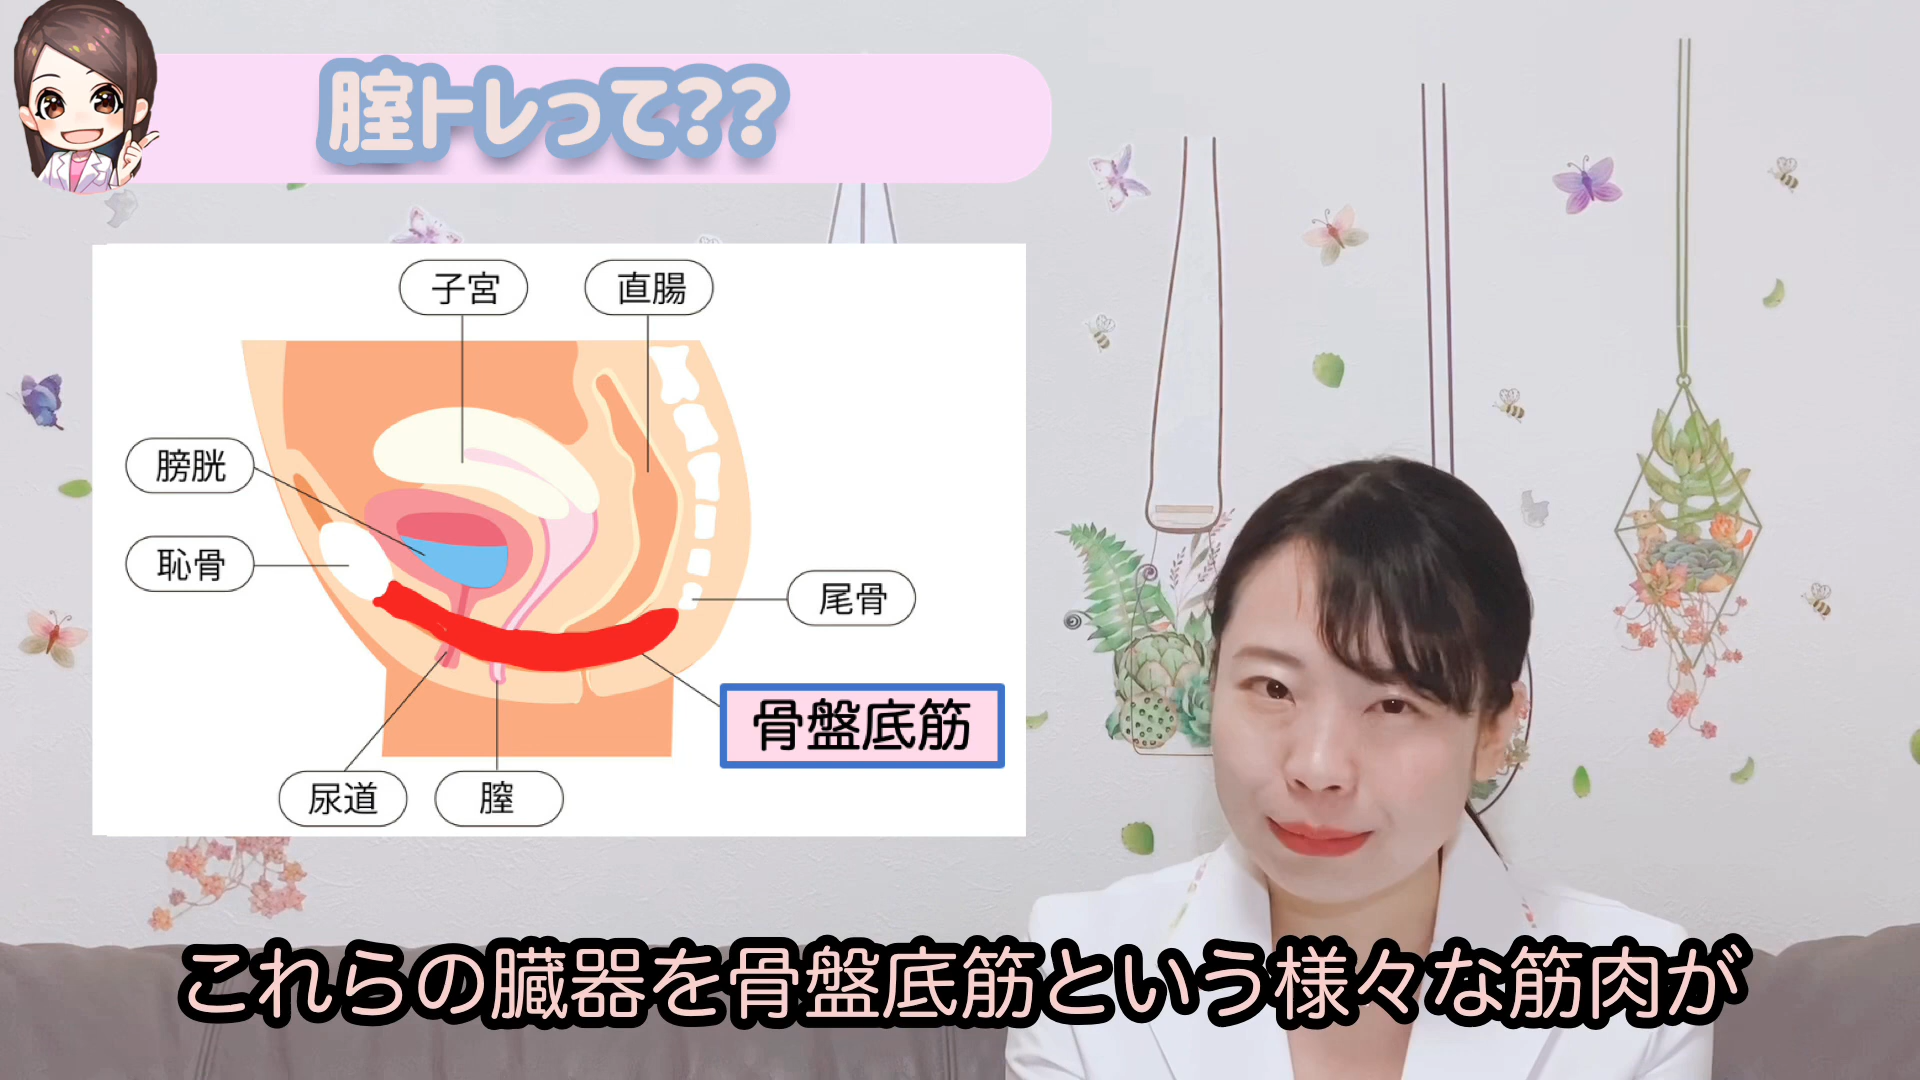 膣トレって??
子宮
直腸
膀胱
恥骨
尾骨
骨盤底筋
尿道
膣
これらの臓器を骨盤底筋という様々な筋肉が